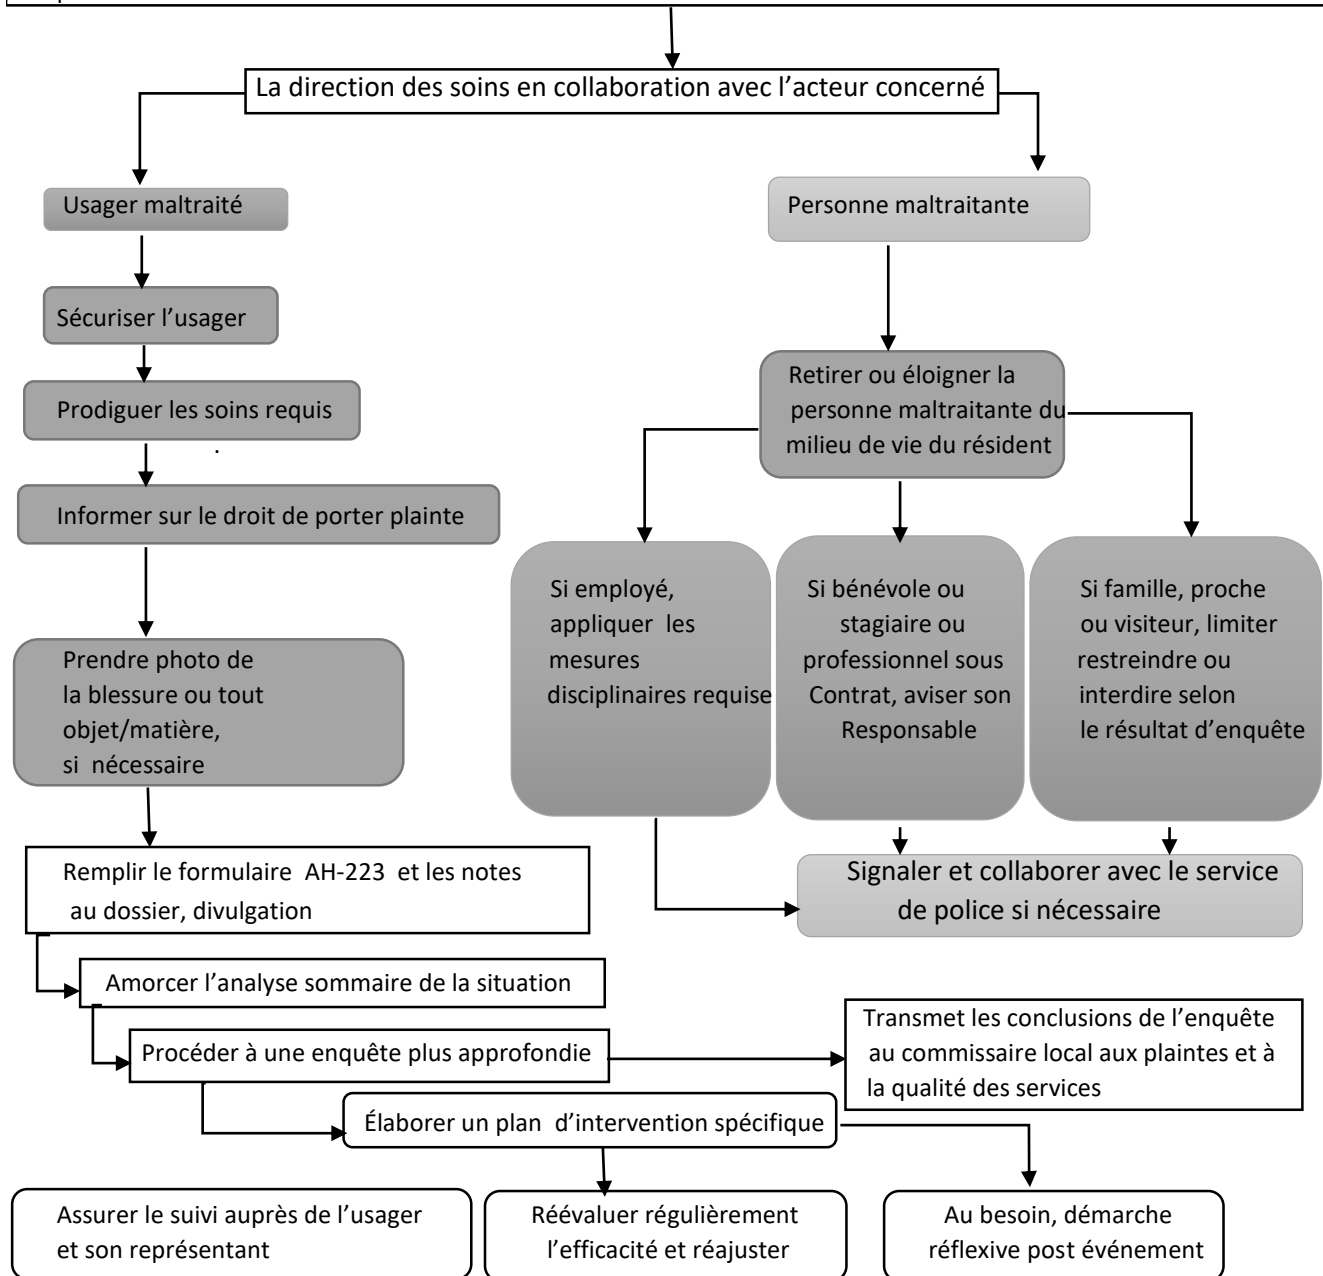 La direction des soins en collaboration avec l’acteur concerné
Usager maltraité
Personne maltraitante
Sécuriser l’usager
Prodiguer les soins requis
.
Informer sur le droit de porter plainte
Prendre photo de
la blessure ou tout
objet/matière,
si nécessaire
Retirer ou éloigner la
personne maltraitante du
milieu de vie du résident
Si employé,
appliquer les
mesures
disciplinaires requise
Si bénévole ou
stagiaire ou
professionnel sous
Contrat, aviser son
Responsable
Si famille, proche
ou visiteur, limiter
restreindre ou
interdire selon
le résultat d’enquête
Signaler et collaborer avec le service
de police si nécessaire
Remplir le formulaire AH-223 et les notes
au dossier, divulgation
Amorcer l’analyse sommaire de la situation
Procéder à une enquête plus approfondie
Transmet les conclusions de l’enquête
au commissaire local aux plaintes et à
la qualité des services
Élaborer un plan d’intervention spécifique
Assurer le suivi auprès de l’usager
et son représentant
Réévaluer régulièrement
l’efficacité et réajuster
Au besoin, démarche
réflexive post événement